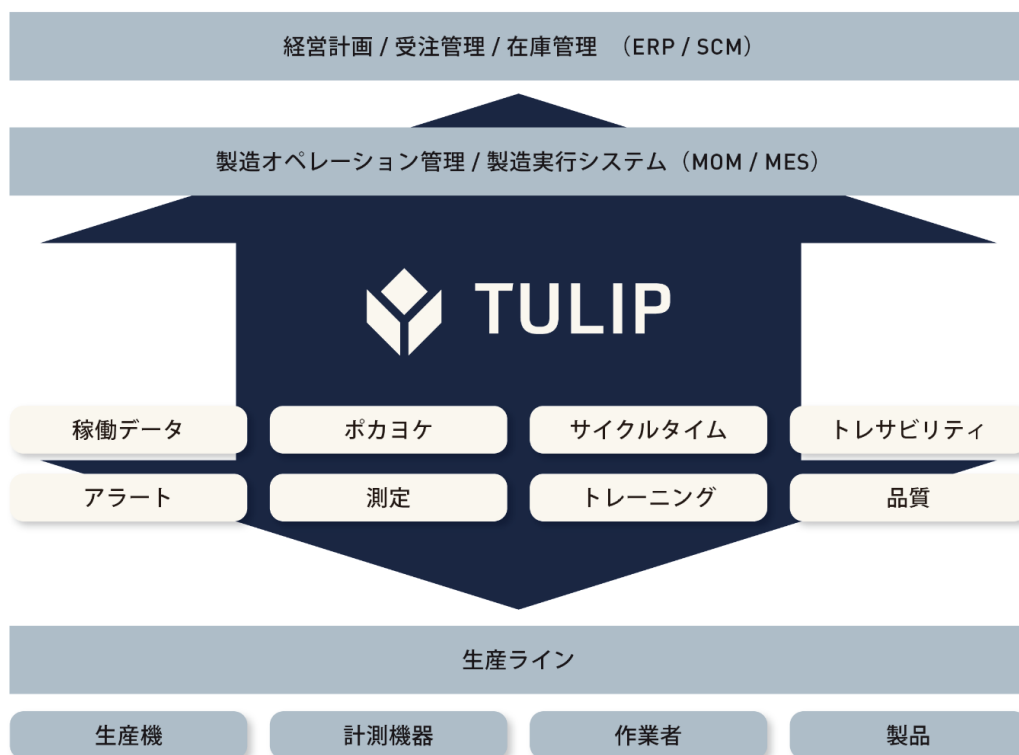 経営計画 / 受注管理 / 在庫管理 （ERP / SCM）
製造オペレーション管理 / 製造実行システム（MOM / MES）
TULIP
稼働データ
ポカヨケ
サイクルタイム
トレサビリティ
アラート
測定
トレーニング
品質
生産ライン
生産機
計測機器
作業者
製品